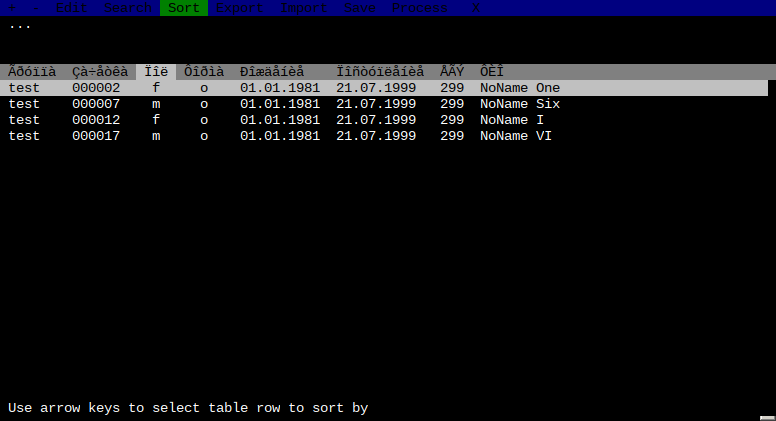 + - Edit Search Sort Export Import Save Process X
...
Ãðóïïà Çà÷åòêà Ïîë Ôîðìà Ðîæäåíèå Ïîñòóïëåíèå ÅÃÝ ÔÈÎ
test 000002 f o 01.01.1981 21.07.1999 299 NoName One
test 000007 m o 01.01.1981 21.07.1999 299 NoName Six
test 000012 f o 01.01.1981 21.07.1999 299 NoName I
test 000017 m o 01.01.1981 21.07.1999 299 NoName VI
Use arrow keys to select table row to sort by